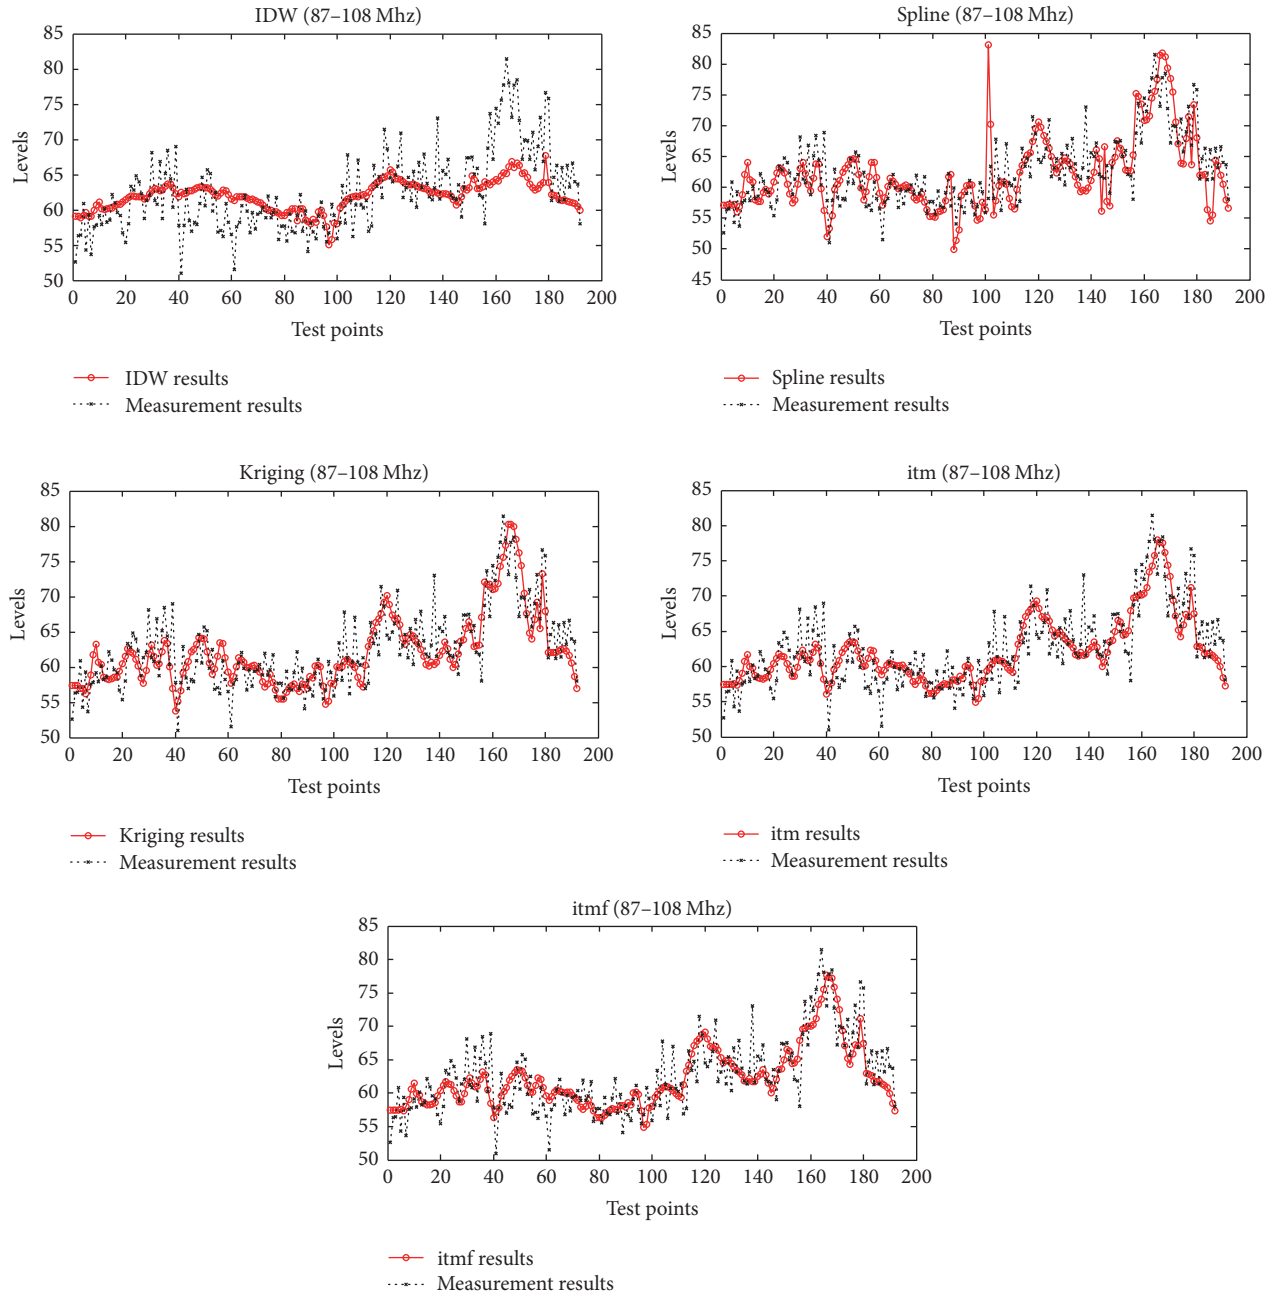 IDW (87–108 Mhz)
85
80
75
70
65
60
55
50
Levels
0 20 40 60 80 100 120 140 160 180 200
Test points
IDW results
Measurement results
Spline (87–108 Mhz)
85
80
75
70
65
60
55
50
45
Levels
0 20 40 60 80 100 120 140 160 180 200
Test points
Spline results
Measurement results
Kriging (87–108 Mhz)
85
80
75
70
65
60
55
50
Levels
0 20 40 60 80 100 120 140 160 180 200
Test points
Kriging results
Measurement results
itm (87–108 Mhz)
85
80
75
70
65
60
55
50
Levels
0 20 40 60 80 100 120 140 160 180 200
Test points
itm results
Measurement results
itmf (87–108 Mhz)
85
80
75
70
65
60
55
50
Levels
0 20 40 60 80 100 120 140 160 180 200
Test points
itmf results
Measurement results